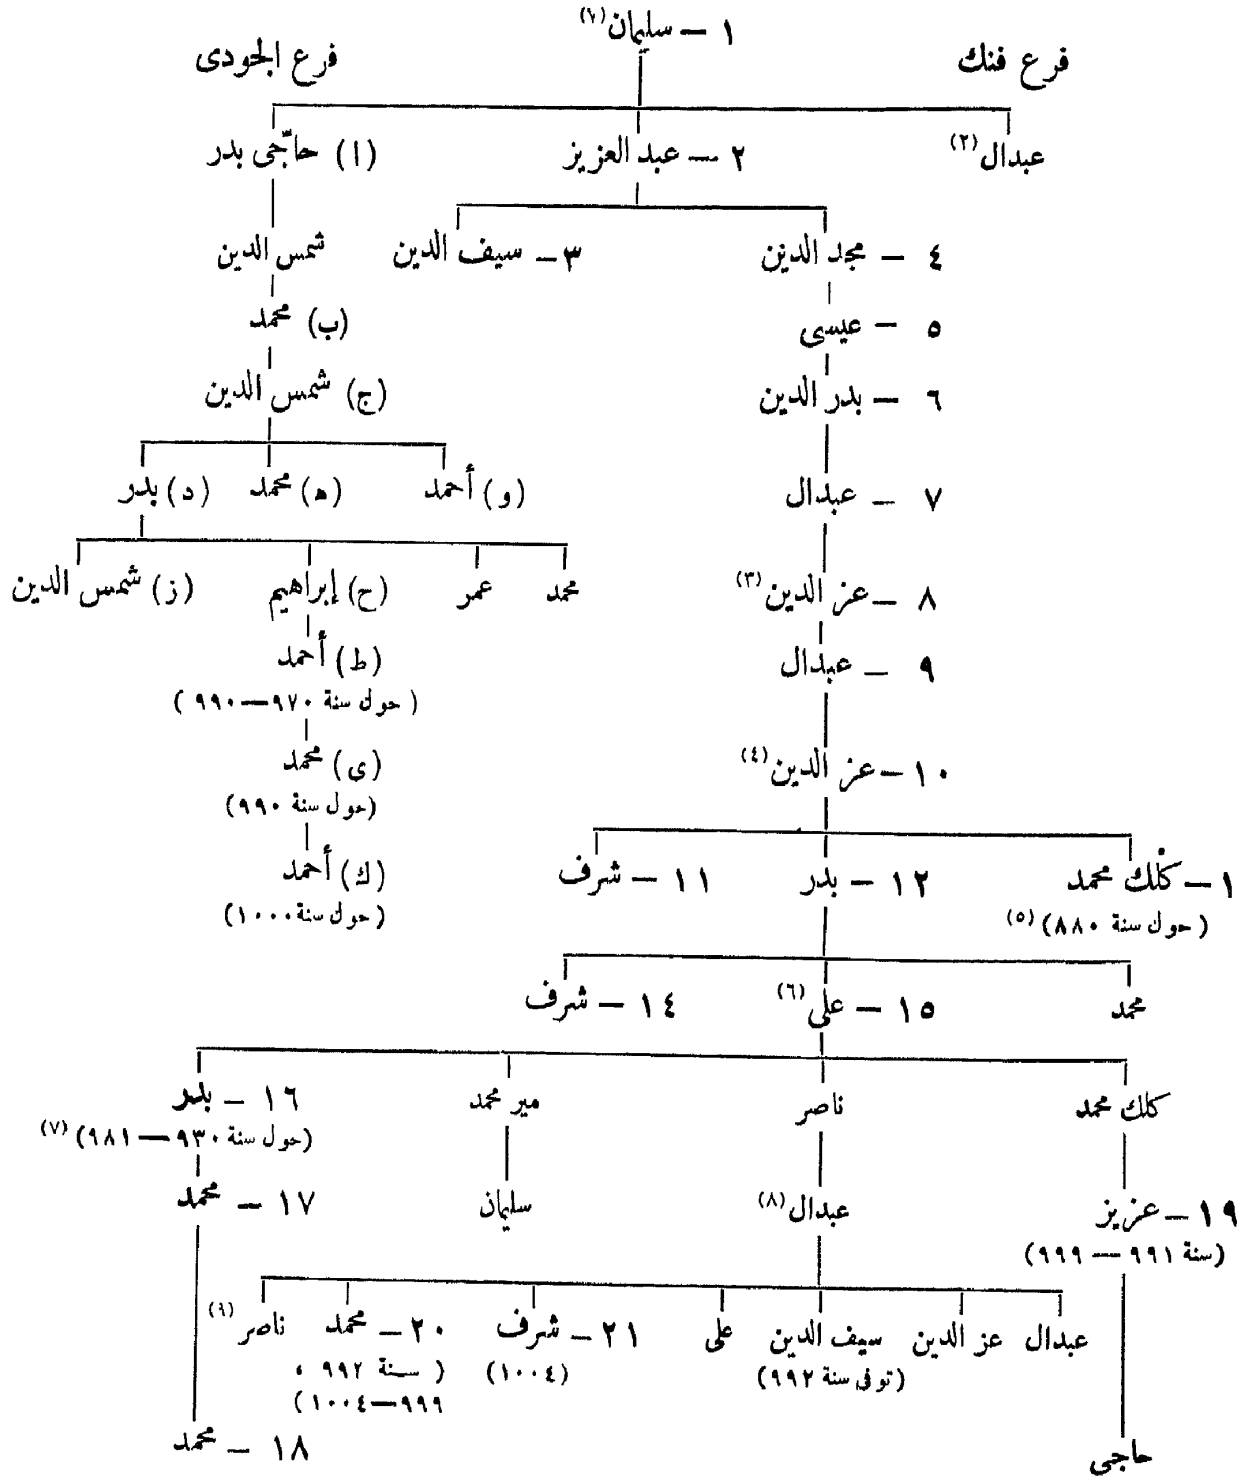 ١ — سليمان (١)
فرع فنك
فرع الجودى
عبدال (٢)
٢ — عبد العزيز
(ا) حاجّى بدر
٤ — مجد الدين
٣ — سيف الدين
شمس الدين
٥ — عيسى
(ب) محمد
٦ — بدر الدين
(ج) شمس الدين
٧ — عبدال
(و) أحمد
(ه) محمد
(د) بدر
٨ — عز الدين (٣)
محمد
عمر
(ح) إبراهيم
(ز) شمس الدين
٩ — عبدال
(ط) أحمد
(حول سنة ٩٧٠—٩٩٠)
١٠ — عز الدين (٤)
(ى) محمد
(حول سنة ٩٩٠)
١ — كلك محمد
(حول سنة ٨٨٠) (٥)
١٢ — بدر
١١ — شرف
(ك) أحمد
(حول سنة ١٠٠٠)
محمد
١٥ — على (٦)
١٤ — شرف
كلك محمد
ناصر
مير محمد
١٦ — بدر
(حول سنة ٩٣٠—٩٨١) (٧)
١٩ — عزيز
(سنة ٩٩١ — ٩٩٩)
عبدال (٨)
سليمان
١٧ — محمد
عبدال
عز الدين
سيف الدين
(توفى سنة ٩٩٢)
على
٢١ — شرف
(١٠٠٤)
٢٠ — محمد
(سنة ٩٩٢ ،
٩٩٩—١٠٠٤)
ناصر (٩)
حاجى
١٨ — محمد